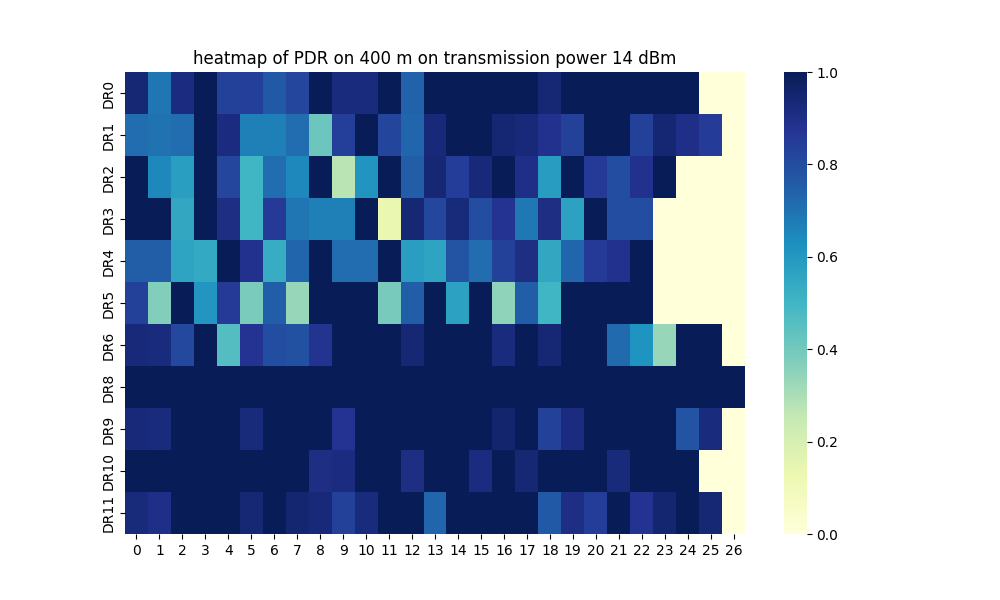 heatmap of PDR on 400 m on transmission power 14 dBm
DR0
DR1
DR2
DR3
DR4
DR5
DR6
DR8
DR9
DR10
DR11
0 1 2 3 4 5 6 7 8 9 10 11 12 13 14 15 16 17 18 19 20 21 22 23 24 25 26
1.0
0.8
0.6
0.4
0.2
0.0